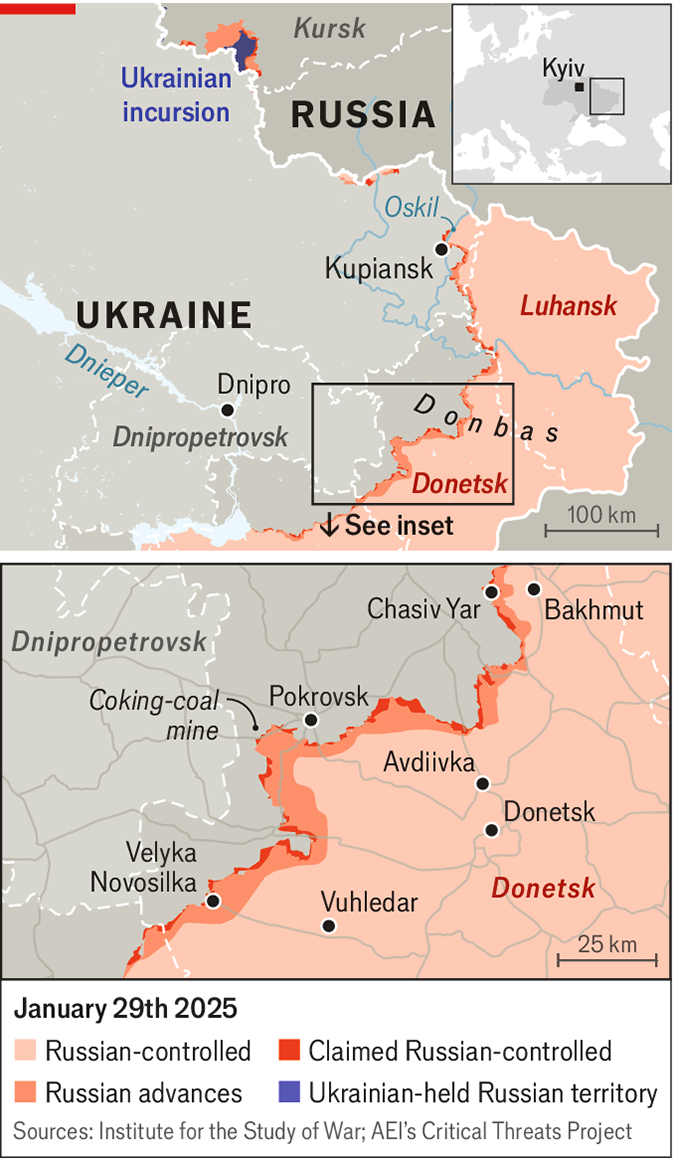 Kursk
Ukrainian
incursion
RUSSIA
Kyiv
Oskil
Kupiansk
Luhansk
UKRAINE
Dnieper
Dnipro
Donbas
Dnipropetrovsk
Donetsk
↓ See inset
100 km
Chasiv Yar
Bakhmut
Dnipropetrovsk
Coking-coal
mine
Pokrovsk
Avdiivka
Donetsk
Velyka
Novosilka
Donetsk
Vuhledar
25 km
January 29th 2025
Russian-controlled
Claimed Russian-controlled
Russian advances
Ukrainian-held Russian territory
Sources: Institute for the Study of War; AEI's Critical Threats Project